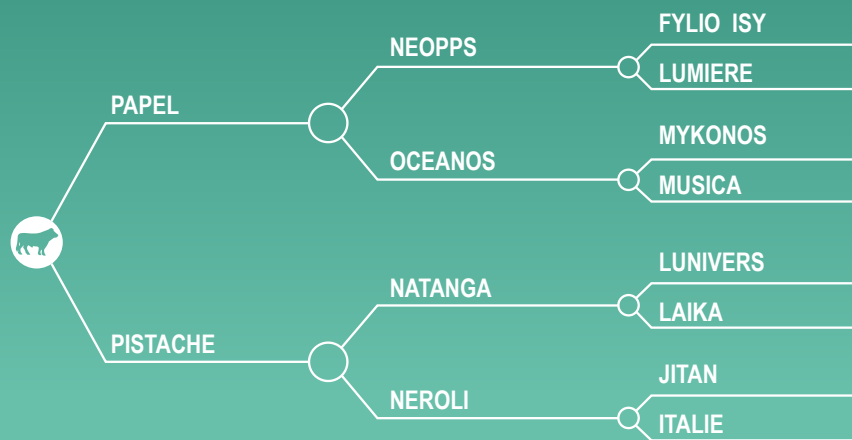 FYLIO ISY
NEOPPS
LUMIERE
PAPEL
MYKONOS
OCEANOS
MUSICA
LUNIVERS
NATANGA
LAIKA
PISTACHE
JITAN
NEROLI
ITALIE